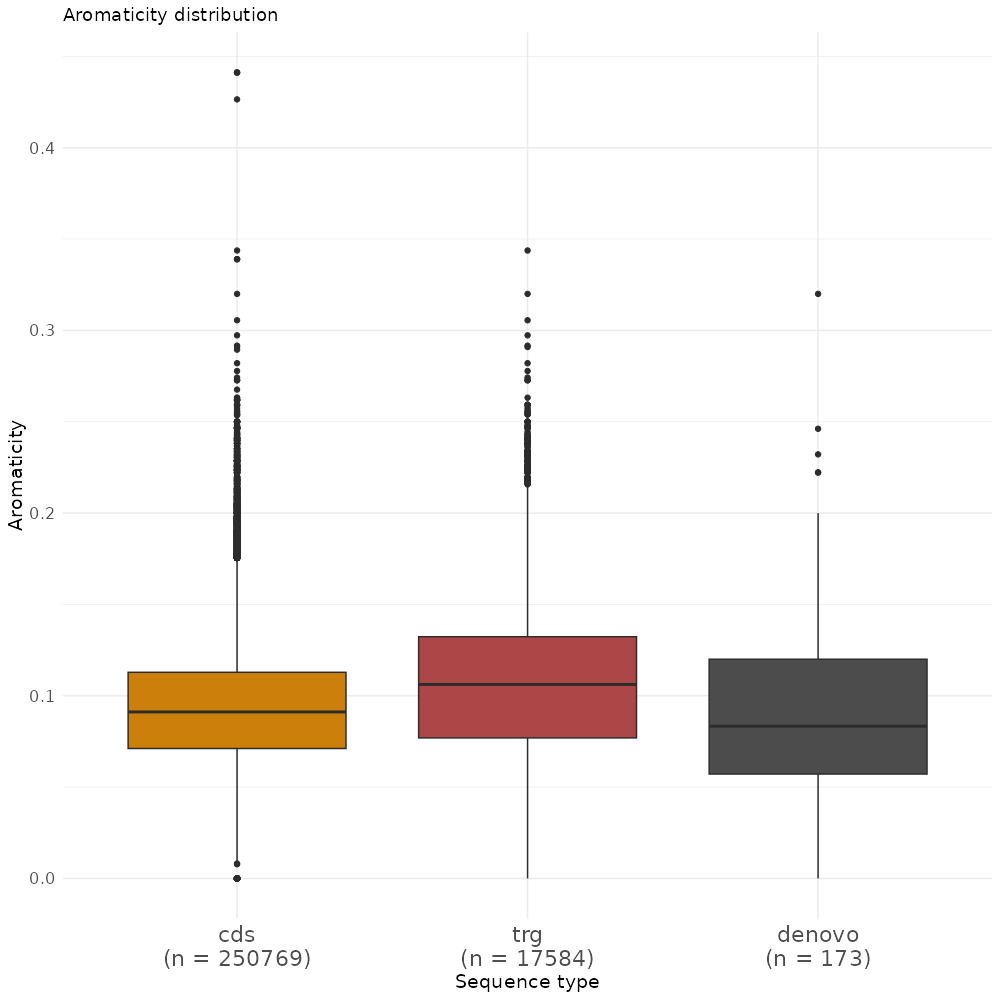 Aromaticity distribution
Aromaticity
0.4
0.3
0.2
0.1
0.0
cds
(n = 250769)
trg
(n = 17584)
denovo
(n = 173)
Sequence type